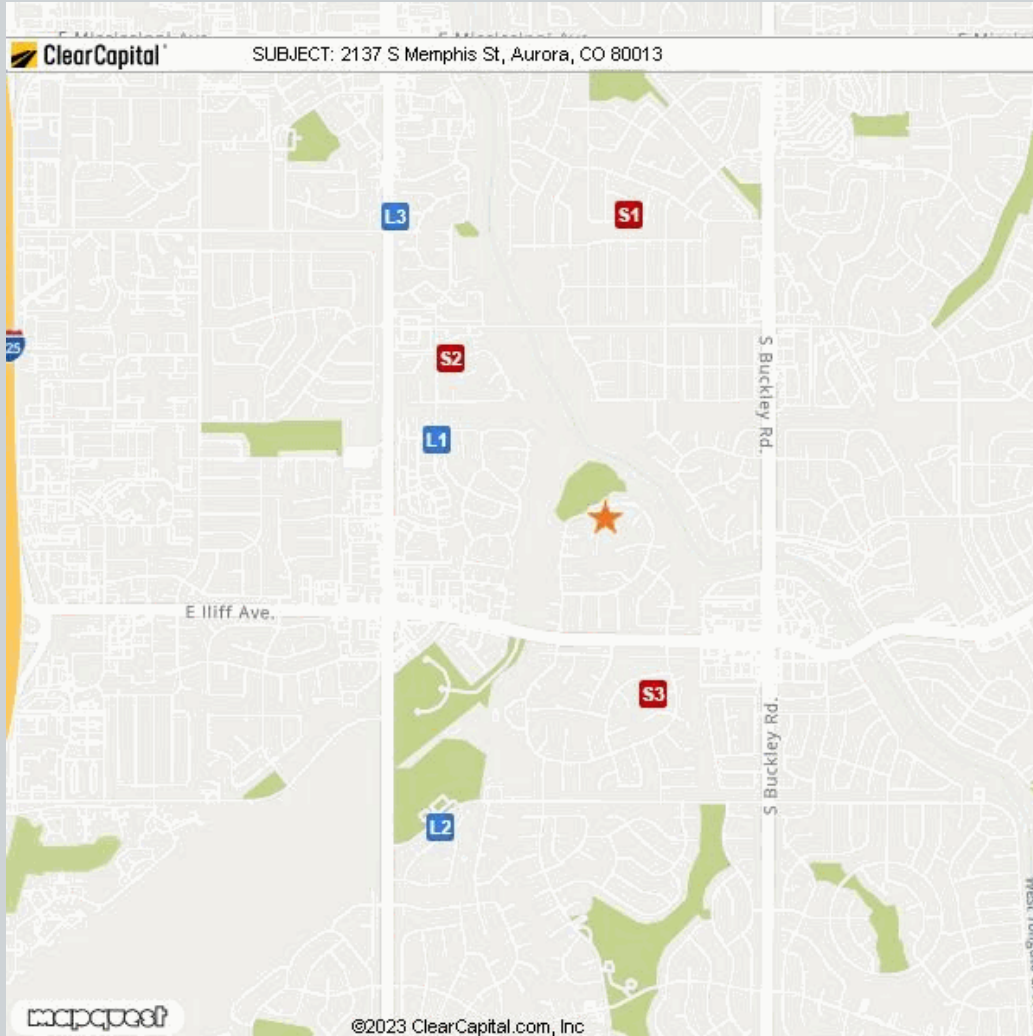 ClearCapital
SUBJECT: 2137 S Memphis St, Aurora, CO 80013
L3
S1
25
S2
S Buckley Rd.
L1
E Iliff Ave.
S3
S Buckley Rd.
L2
mapquest
©2023 ClearCapital.com, Inc